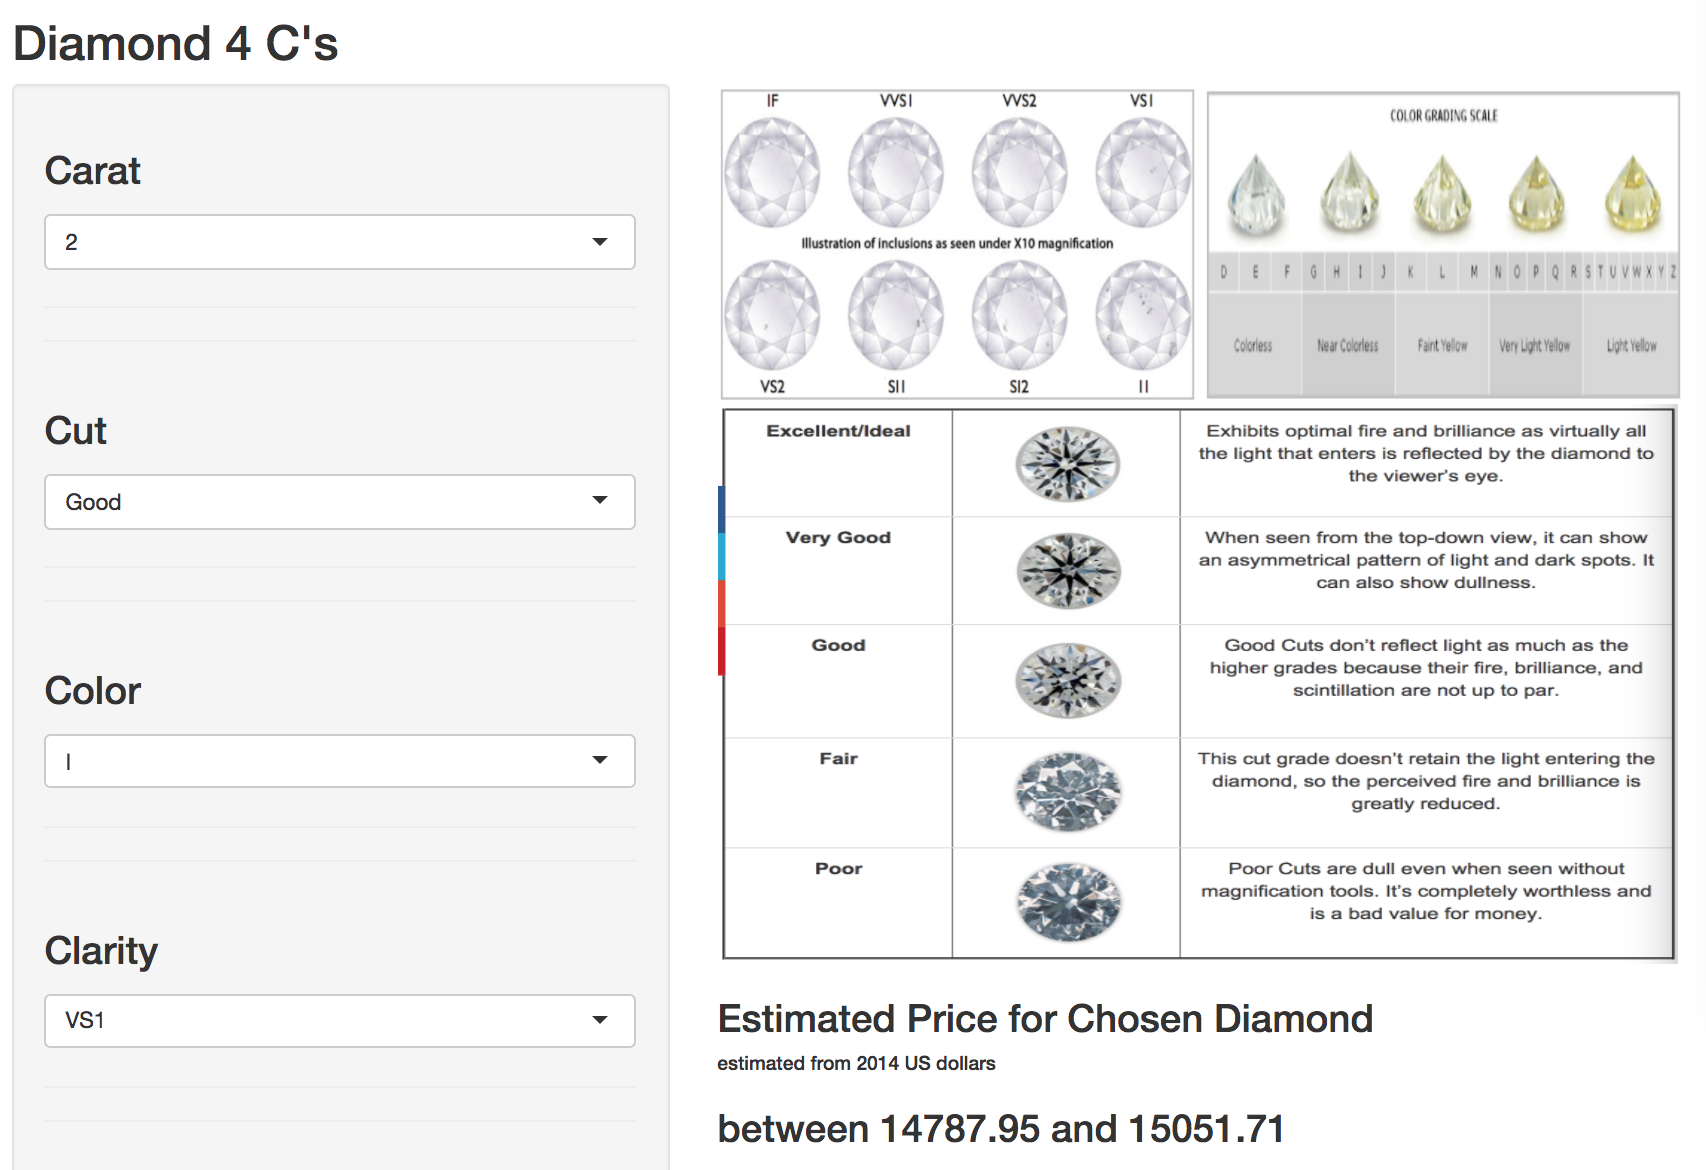 Diamond 4 C's
Carat
2
Cut
Good
Color
I
Clarity
VS1
IF VVS1 VVS2 VS1
Illustration of inclusions as seen under X10 magnification
VS2 SI1 SI2 I1
COLOR GRADING SCALE
D E F G H I J K L M N O P Q R S T U V W X Y Z
Colorless Near Colorless Faint Yellow Very Light Yellow Light Yellow
Excellent/Ideal
Exhibits optimal fire and brilliance as virtually all
the light that enters is reflected by the diamond to
the viewer's eye.
Very Good
When seen from the top-down view, it can show
an asymmetrical pattern of light and dark spots. It
can also show dullness.
Good
Good Cuts don't reflect light as much as the
higher grades because their fire, brilliance, and
scintillation are not up to par.
Fair
This cut grade doesn't retain the light entering the
diamond, so the perceived fire and brilliance is
greatly reduced.
Poor
Poor Cuts are dull even when seen without
magnification tools. It's completely worthless and
is a bad value for money.
Estimated Price for Chosen Diamond
estimated from 2014 US dollars
between 14787.95 and 15051.71